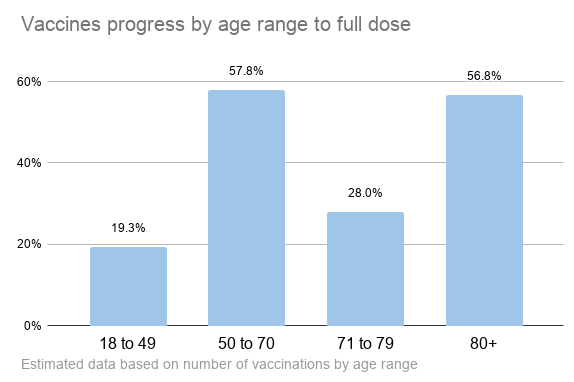 Vaccines progress by age range to full dose
57.8%
56.8%
60%
40%
28.0%
19.3%
20%
0%
18 to 49 50 to 70 71 to 79 80+
Estimated data based on number of vaccinations by age range